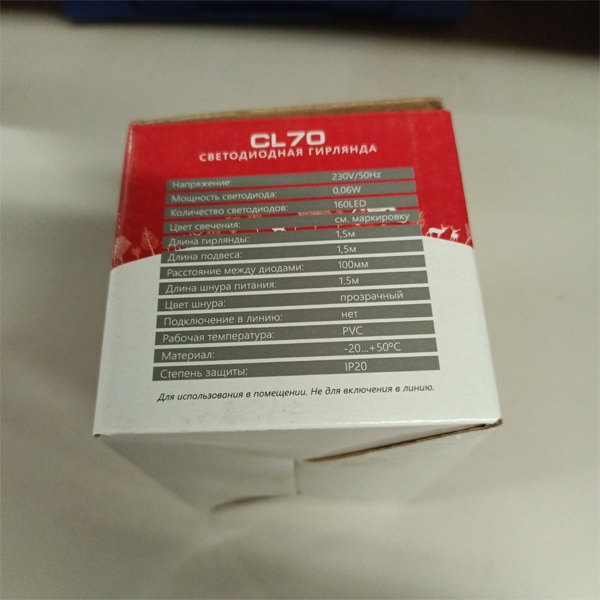 CL70
СВЕТОДИОДНАЯ ГИРЛЯНДА
Напряжение: 230V/50Hz
Мощность светодиода: 0,06W
Количество светодиодов: 160LED
Цвет свечения: см. маркировку
Длина гирлянды: 1,5м
Длина подвеса: 1,5м
Расстояние между диодами: 100мм
Длина шнура питания: 1.5м
Цвет шнура: прозрачный
Подключение в линию: нет
Рабочая температура: PVC
Материал: -20...+50°C
Степень защиты: IP20
Для использования в помещении. Не для включения в линию.